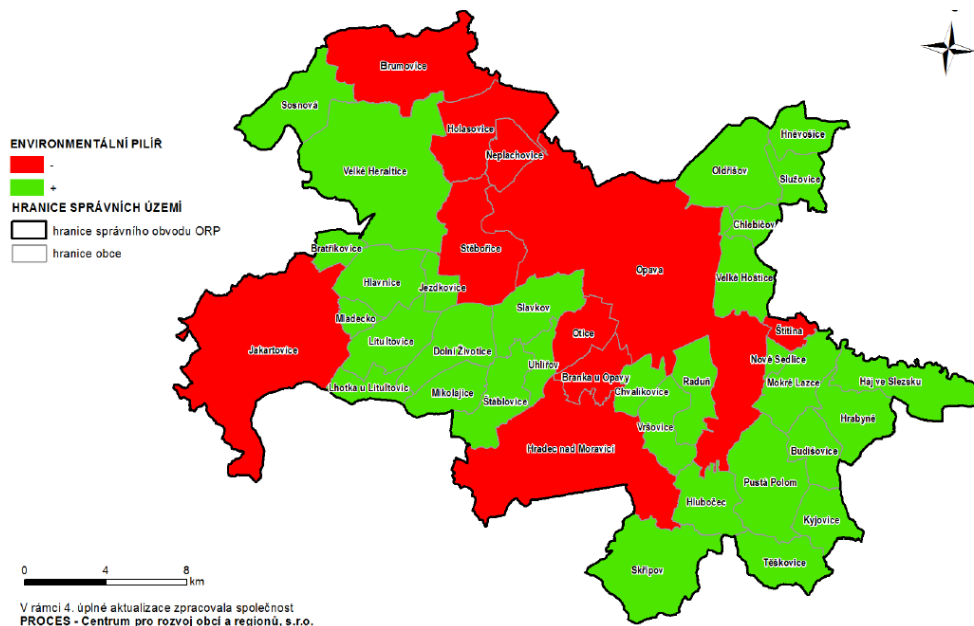 Brumovice
Sosnová
Holasovice
Neplachovice
Velké Heraltice
Hněvošice
Oldřišov
Služovice
Chlebičov
ENVIRONMENTÁLNÍ PILÍŘ
-
+
HRANICE SPRÁVNÍCH ÚZEMÍ
hranice správního obvodu ORP
hranice obce
Stěbořice
Bratříkovice
Opava
Velké Hoštice
Hlavnice
Jezdkovice
Slavkov
Mladecko
Litultovice
Otice
Štítina
Jakartovice
Dolní Životice
Uhlířov
Nové Sedlice
Branka u Opavy
Lhotka u Litultovic
Mikolajice
Štáblovice
Chvalíkovice
Raduň
Mokré Lazce
Háj ve Slezsku
Vršovice
Hrabyně
Hradec nad Moravicí
Budišovice
Pustá Polom
Hlubočec
Kyjovice
Skřipov
Těškovice
0 4 8
km
V rámci 4. úplné aktualizace zpracovala společnost
PROCES - Centrum pro rozvoj obcí a regionů, s.r.o.